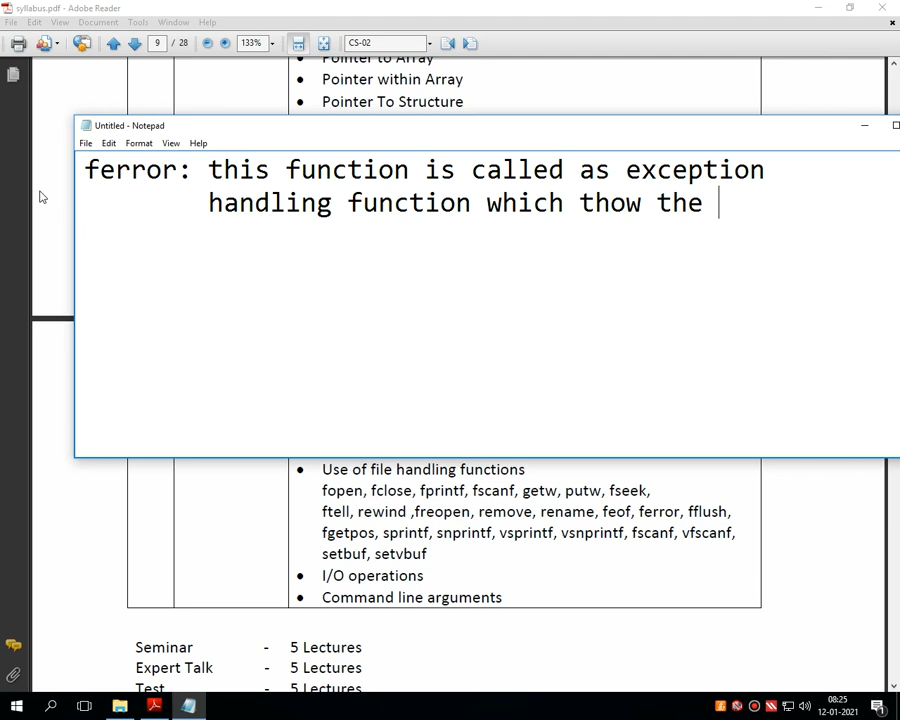 syllabus.pdf - Adobe Reader
File Edit View Document Tools Window Help
9 / 28 133% CS-02
Pointer to Array
• Pointer within Array
• Pointer To Structure
Untitled - Notepad
File Edit Format View Help
ferror: this function is called as exception
handling function which thow the
• Use of file handling functions
fopen, fclose, fprintf, fscanf, getw, putw, fseek,
ftell, rewind ,freopen, remove, rename, feof, ferror, fflush,
fgetpos, sprintf, snprintf, vsprintf, vsnprintf, fscanf, vfscanf,
setbuf, setvbuf
• I/O operations
• Command line arguments
Seminar - 5 Lectures
Expert Talk - 5 Lectures
Test - 5 Lectures
08:25
12-01-2021